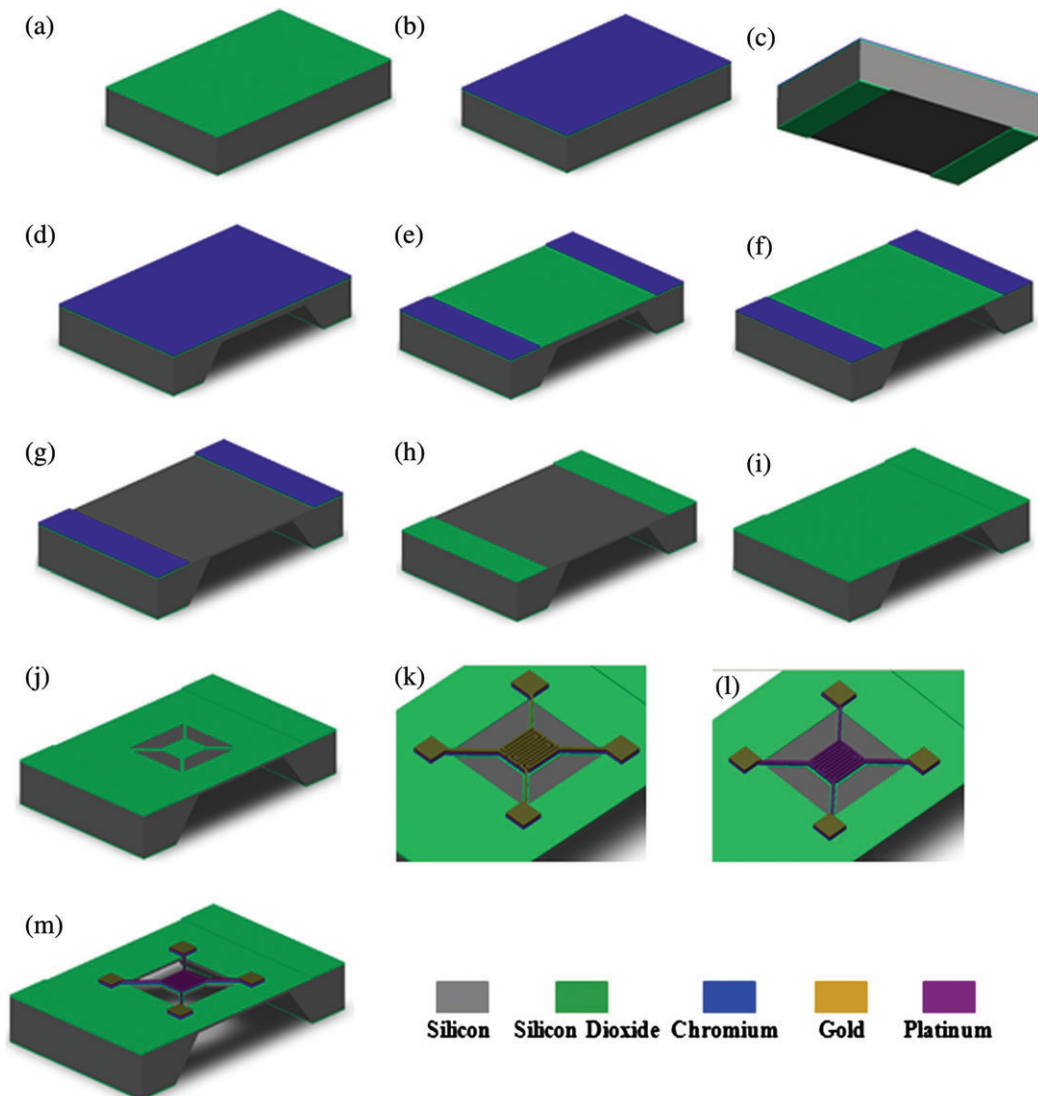 (a)
(b)
(c)
(d)
(e)
(f)
(g)
(h)
(i)
(j)
(k)
(l)
(m)
Silicon
Silicon Dioxide
Chromium
Gold
Platinum